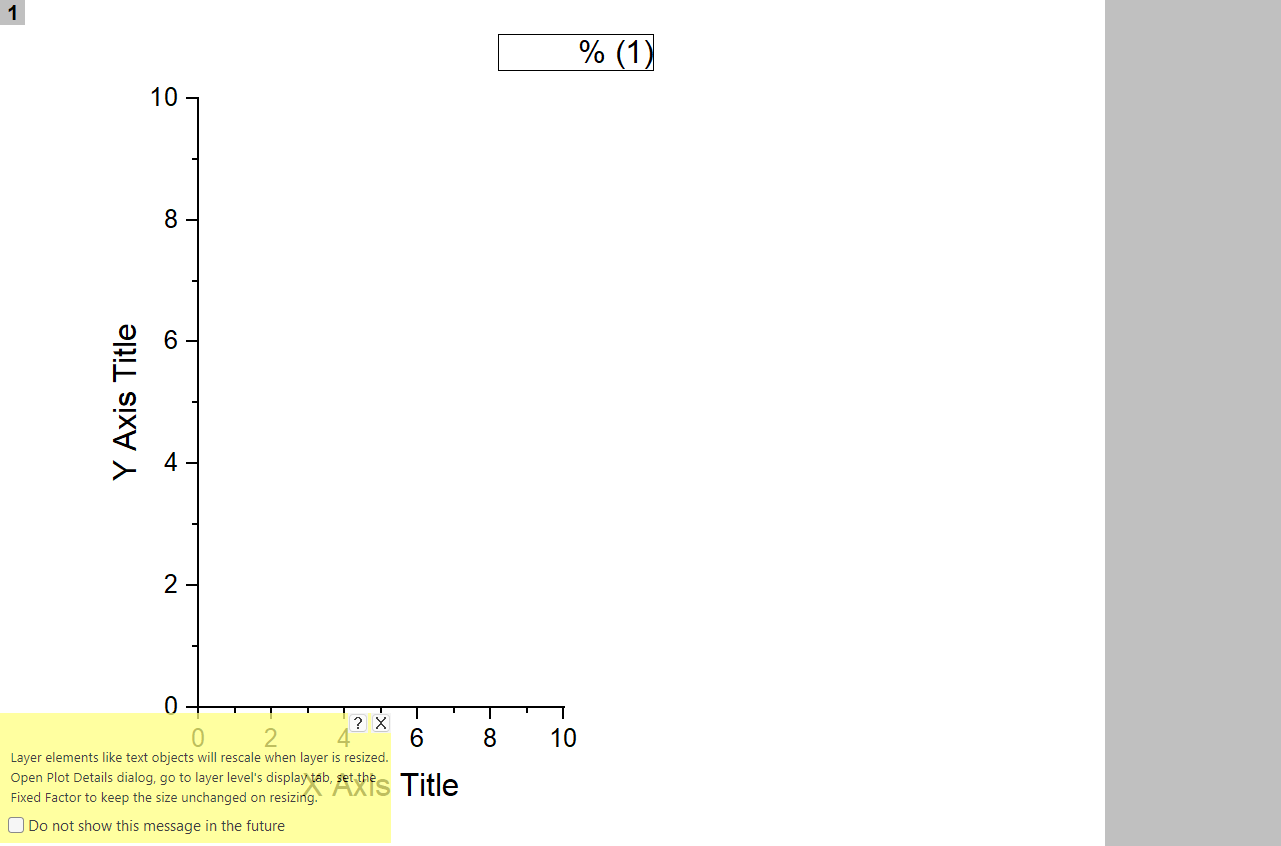 1
% (1)
10
8
6
4
2
0
Y Axis Title
0 2 4 6 8 10
X Axis Title
? X
Layer elements like text objects will rescale when layer is resized.
Open Plot Details dialog, go to layer level's display tab, set the
Fixed Factor to keep the size unchanged on resizing.
Do not show this message in the future